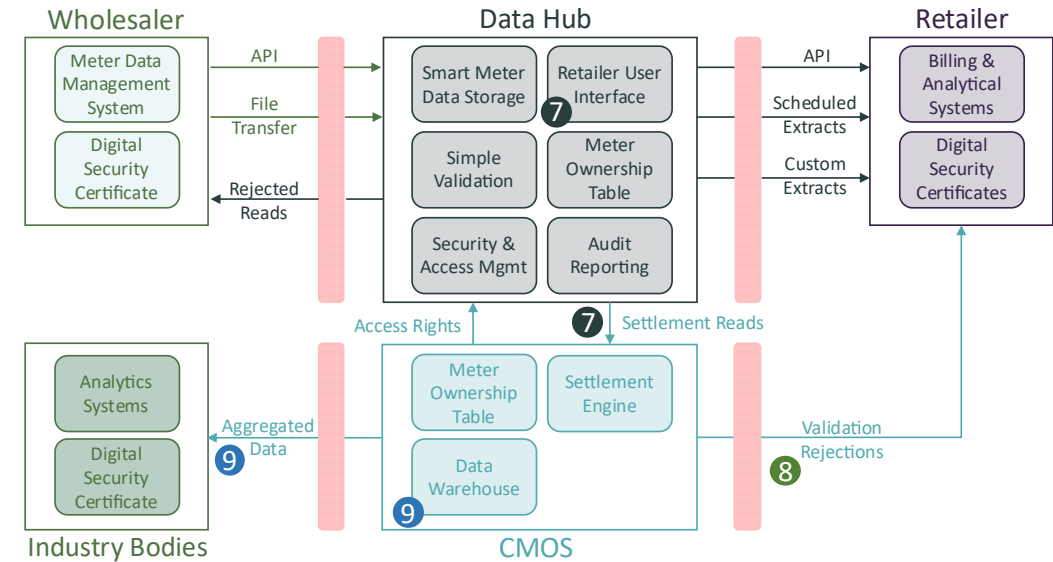 Wholesaler
Meter Data
Management
System
Digital
Security
Certificate
API
File
Transfer
Rejected
Reads
Data Hub
Smart Meter
Data Storage
Retailer User
Interface
7
Simple
Validation
Meter
Ownership
Table
Security &
Access Mgmt
Audit
Reporting
API
Scheduled
Extracts
Custom
Extracts
Retailer
Billing &
Analytical
Systems
Digital
Security
Certificates
Access Rights
7
Settlement Reads
Analytics
Systems
Digital
Security
Certificate
Industry Bodies
Aggregated
Data
9
Meter
Ownership
Table
Settlement
Engine
Data
Warehouse
9
CMOS
Validation
Rejections
8